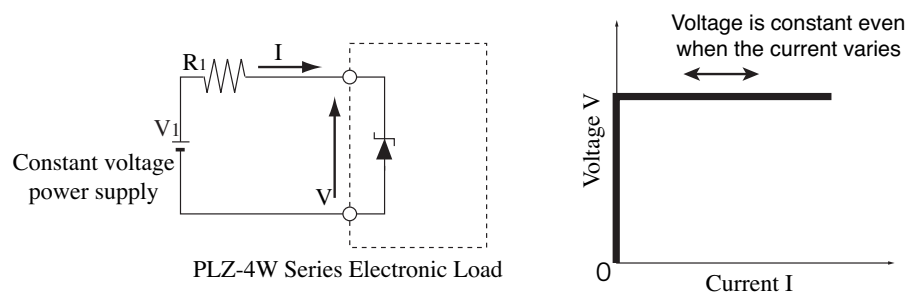 R1
I
V1
Constant voltage
power supply
V
PLZ-4W Series Electronic Load
Voltage is constant even
when the current varies
Voltage V
0
Current I